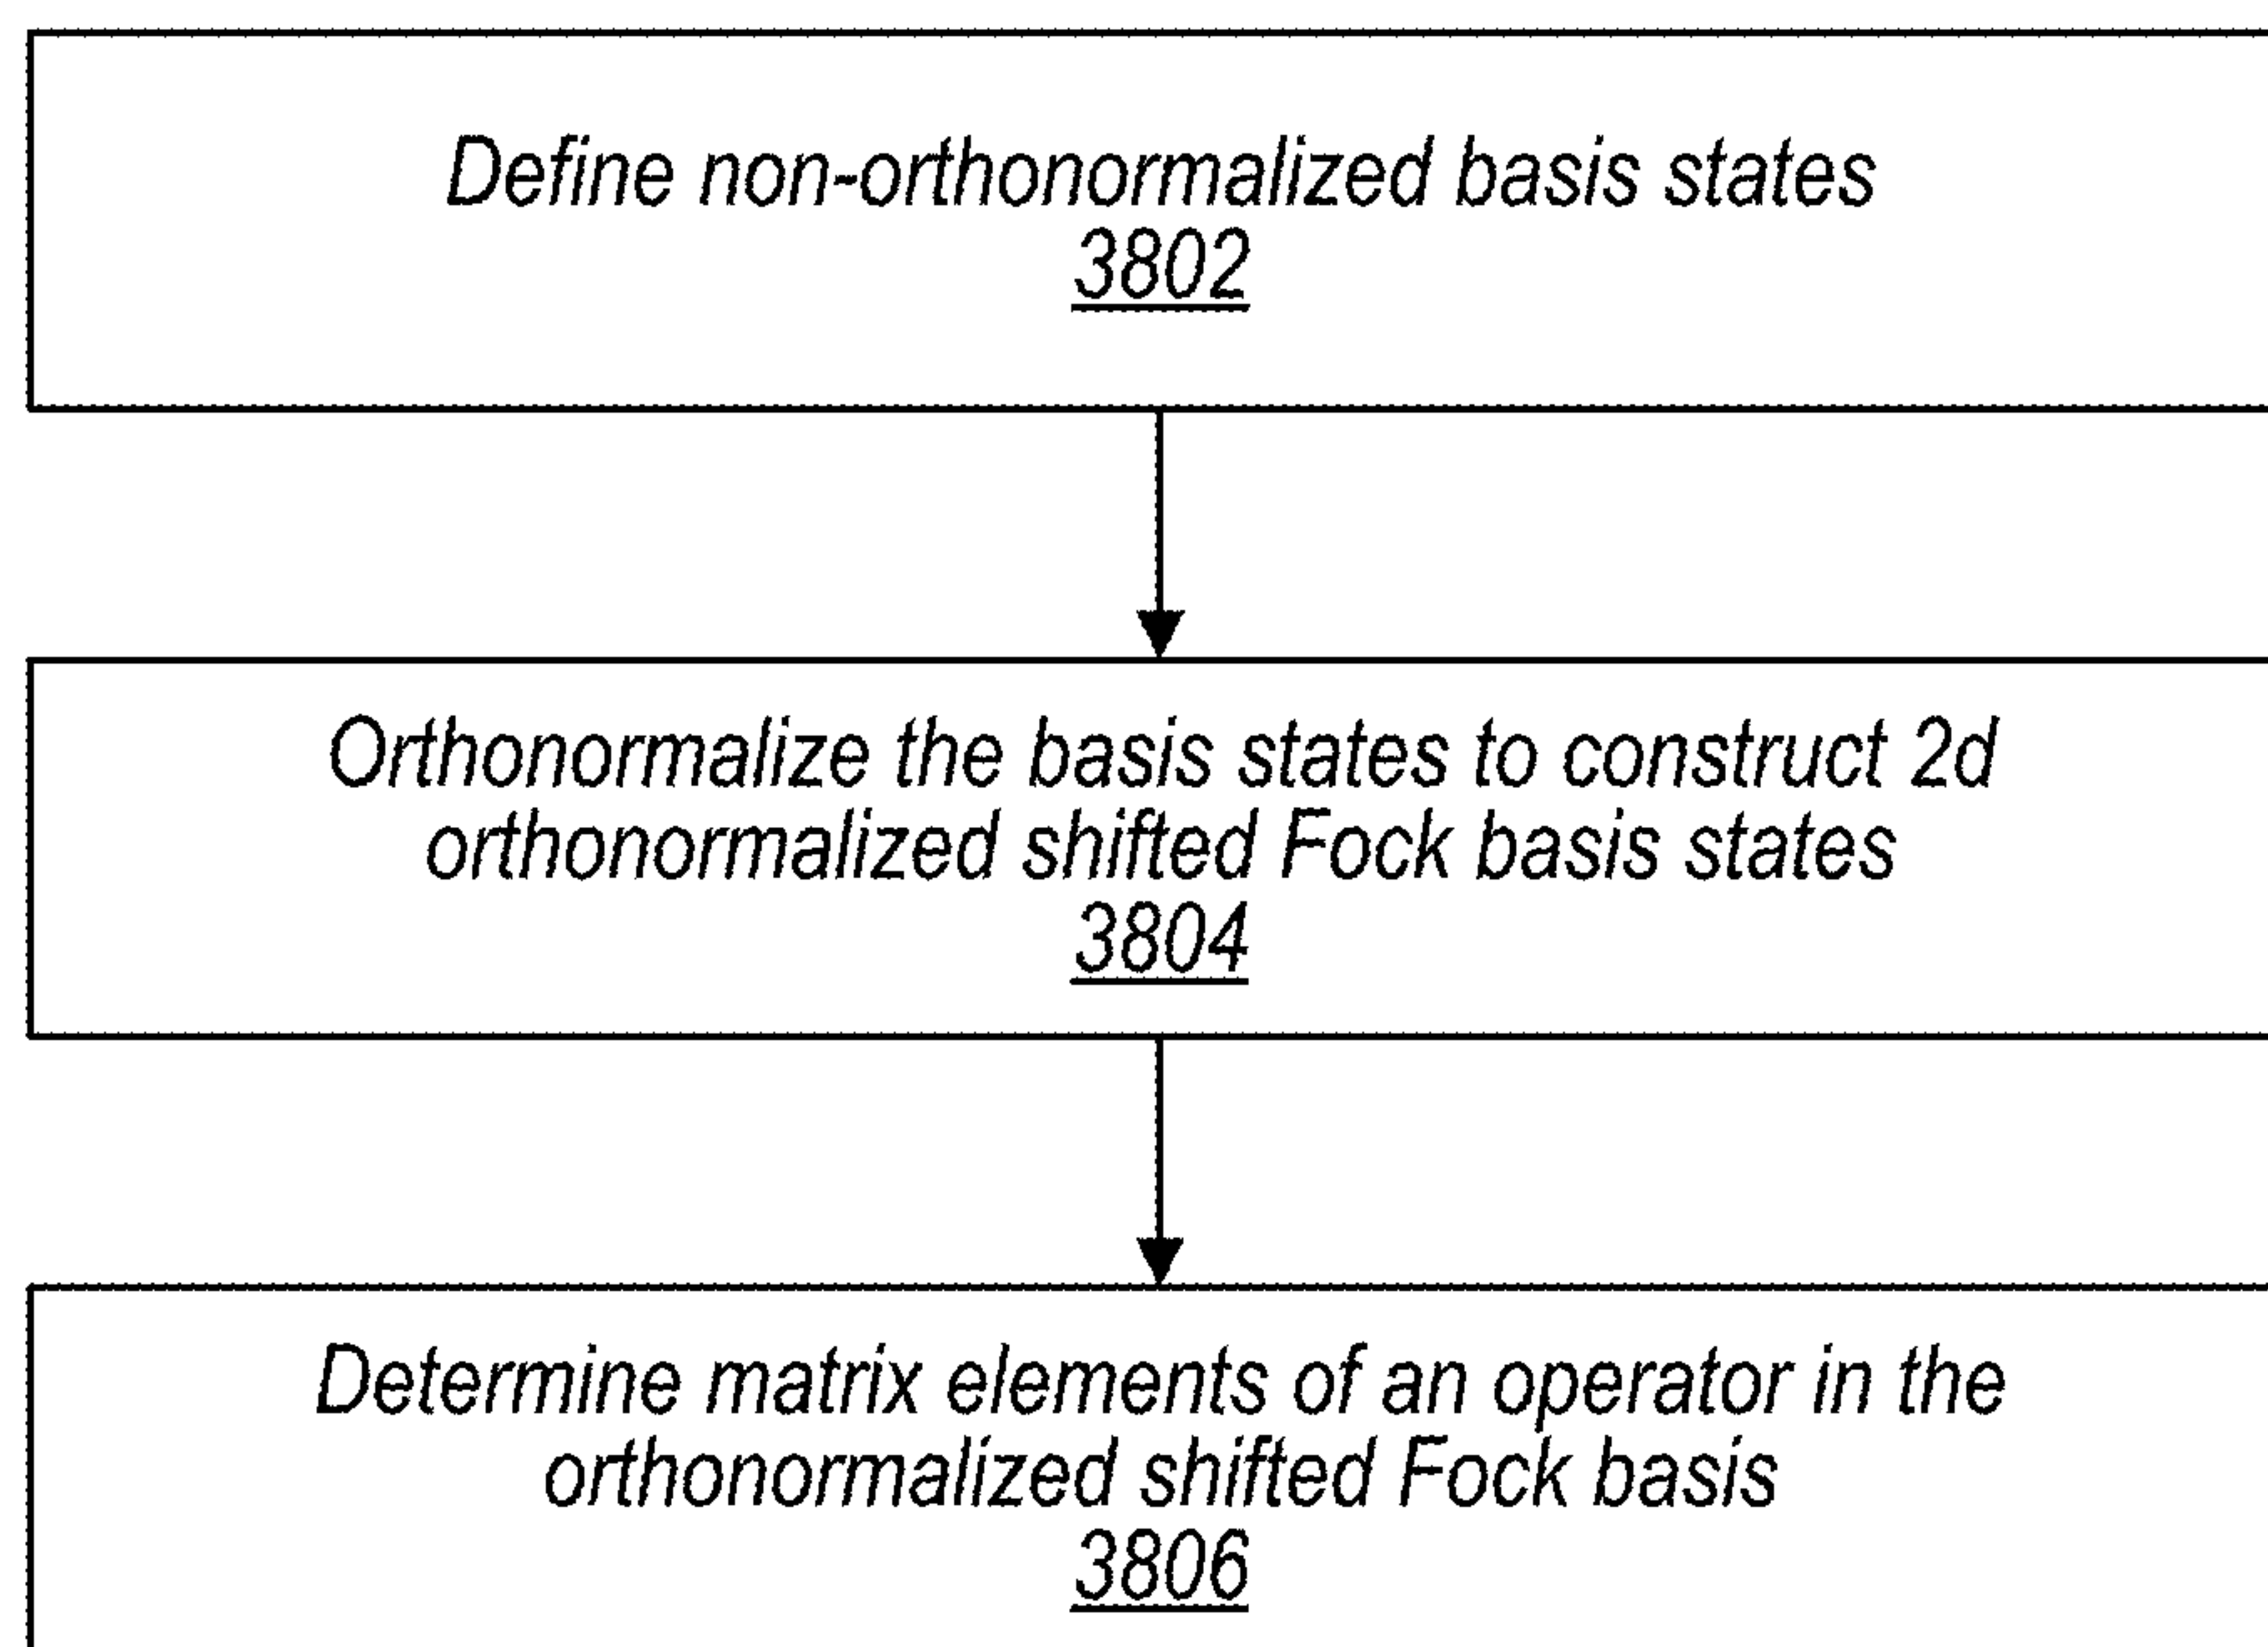 Define non-orthonormalized basis states
3802
Orthonormalize the basis states to construct 2d
orthonormalized shifted Fock basis states
3804
Determine matrix elements of an operator in the
orthonormalized shifted Fock basis
3806